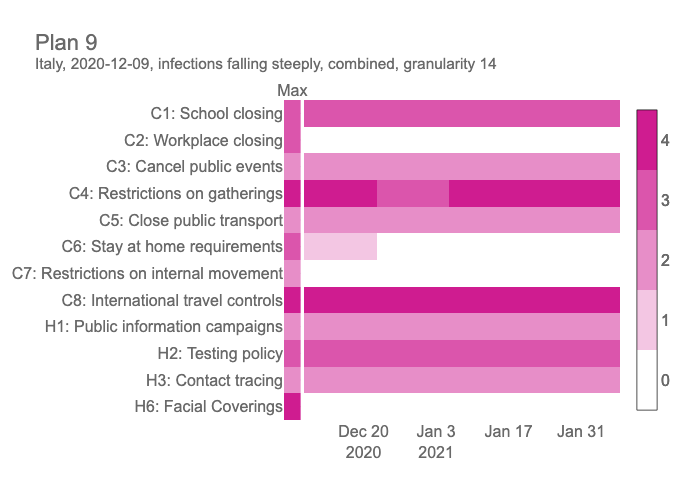 Plan 9
Italy, 2020-12-09, infections falling steeply, combined, granularity 14
Max
C1: School closing
C2: Workplace closing
C3: Cancel public events
C4: Restrictions on gatherings
C5: Close public transport
C6: Stay at home requirements
C7: Restrictions on internal movement
C8: International travel controls
H1: Public information campaigns
H2: Testing policy
H3: Contact tracing
H6: Facial Coverings
4
3
2
1
0
Dec 20 Jan 3 Jan 17 Jan 31
2020 2021